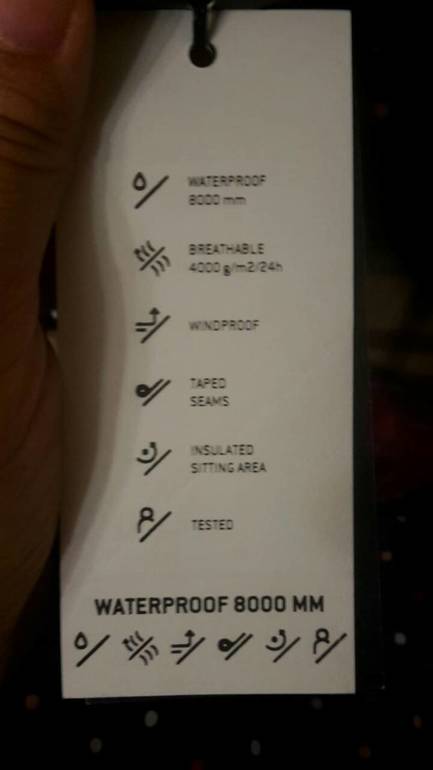 WATERPROOF
8000 mm
BREATHABLE
4000 g/m2/24h
WINDPROOF
TAPED
SEAMS
INSULATED
SITTING AREA
TESTED
WATERPROOF 8000 MM